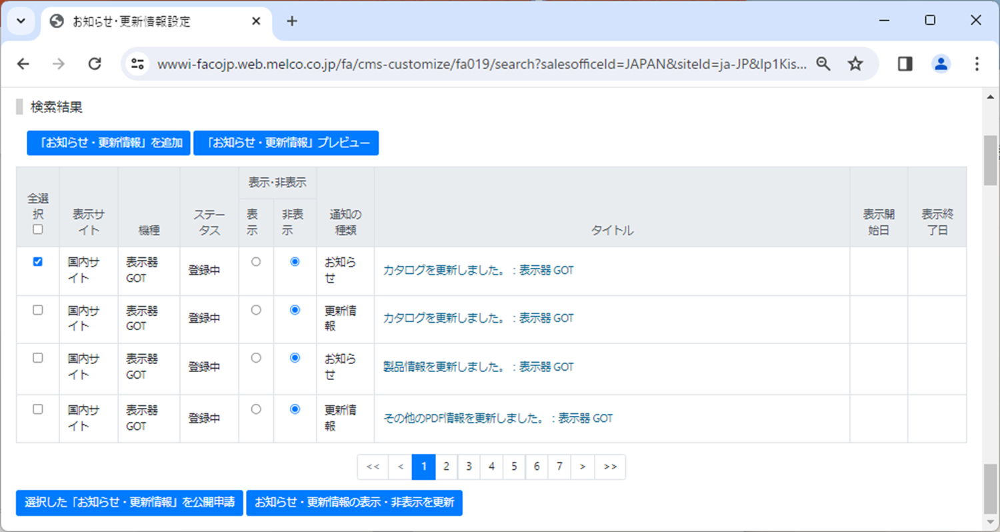 お知らせ・更新情報設定
wwwi-facojp.web.melco.co.jp/fa/cms-customize/fa019/search?salesofficeId=JAPAN&siteId=ja-JP&lp1Kis...
検索結果
「お知らせ・更新情報」を追加 「お知らせ・更新情報」プレビュー
全選択 表示サイト 機種 ステータス 表示・非表示 表示 非表示 通知の種類 タイトル 表示開始日 表示終了日
国内サイト 表示器 GOT 登録中 お知らせ カタログを更新しました。：表示器 GOT
国内サイト 表示器 GOT 登録中 更新情報 カタログを更新しました。：表示器 GOT
国内サイト 表示器 GOT 登録中 お知らせ 製品情報を更新しました。：表示器 GOT
国内サイト 表示器 GOT 登録中 更新情報 その他のPDF情報を更新しました。：表示器 GOT
<< < 1 2 3 4 5 6 7 > >>
選択した「お知らせ・更新情報」を公開申請 お知らせ・更新情報の表示・非表示を更新